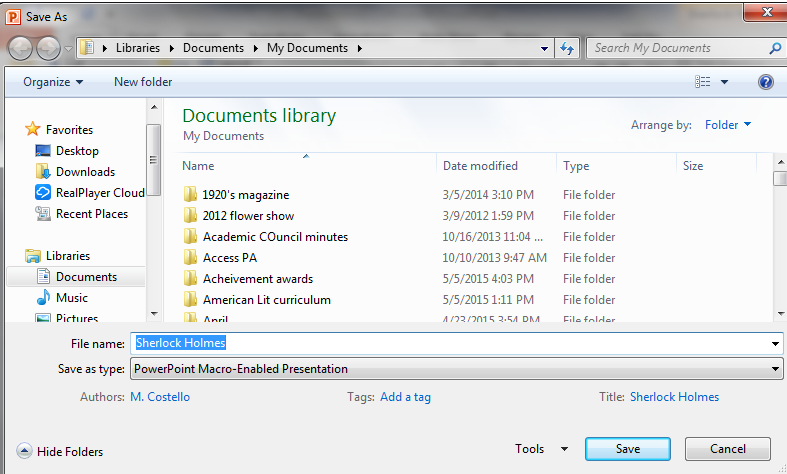 Save As
Libraries Documents My Documents Search My Documents
Organize New folder
Documents library
My Documents
Arrange by: Folder
Favorites
Desktop
Downloads
RealPlayer Cloud
Recent Places
Libraries
Documents
Music
Pictures
Name Date modified Type Size
1920's magazine 3/5/2014 3:10 PM File folder
2012 flower show 3/9/2012 1:59 PM File folder
Academic COuncil minutes 10/16/2013 11:04 ... File folder
Access PA 10/10/2013 9:47 AM File folder
Acheivement awards 5/5/2015 4:03 PM File folder
American Lit curriculum 5/5/2015 1:11 PM File folder
April 4/23/2015 3:54 PM File folder
File name: Sherlock Holmes
Save as type: PowerPoint Macro-Enabled Presentation
Authors: M. Costello Tags: Add a tag Title: Sherlock Holmes
Hide Folders Tools Save Cancel